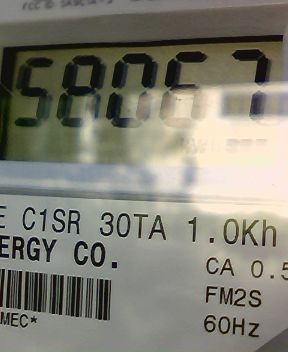 58067
E C1SR 30TA 1.0Kh
ERGY CO.
CA 0.5
FM2S
MEC*
60Hz